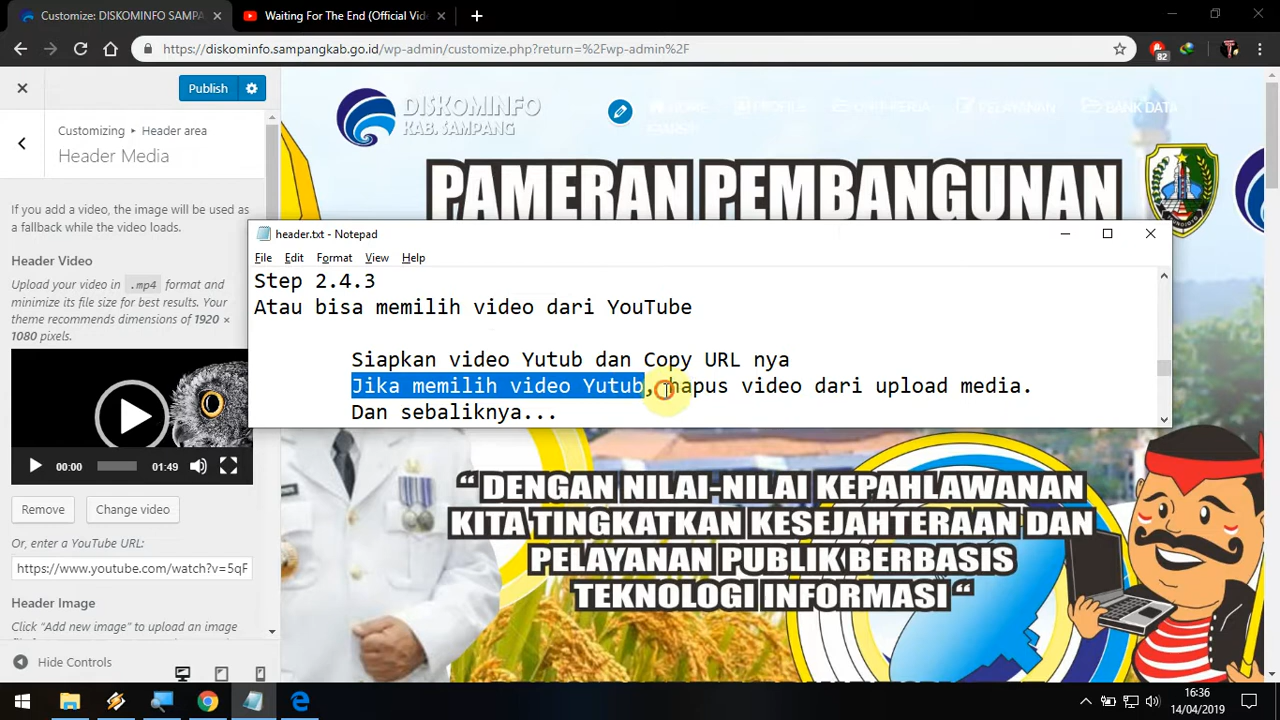 Customize: DISKOMINFO SAMPA
Waiting For The End (Official Vide
https://diskominfo.sampangkab.go.id/wp-admin/customize.php?return=%2Fwp-admin%2F
82
Publish
Customizing ▸ Header area
Header Media
If you add a video, the image will be used as
a fallback while the video loads.
Header Video
Upload your video in .mp4 format and
minimize its file size for best results. Your
theme recommends dimensions of 1920 ×
1080 pixels.
00:00
01:49
Remove
Change video
Or, enter a YouTube URL:
https://www.youtube.com/watch?v=5qF
Header Image
Click "Add new image" to upload an image
Hide Controls
DISKOMINFO
KAB. SAMPANG
HOME
PROFILE
PELAYANAN
BANK DATA
PAMERAN PEMBANGUNAN
header.txt - Notepad
File Edit Format View Help
Step 2.4.3
Atau bisa memilih video dari YouTube
Siapkan video Yutub dan Copy URL nya
Jika memilih video Yutub, hapus video dari upload media.
Dan sebaliknya...
“ DENGAN NILAI-NILAI KEPAHLAWANAN
KITA TINGKATKAN KESEJAHTERAAN DAN
PELAYANAN PUBLIK BERBASIS
TEKNOLOGI INFORMASI “
16:36
14/04/2019